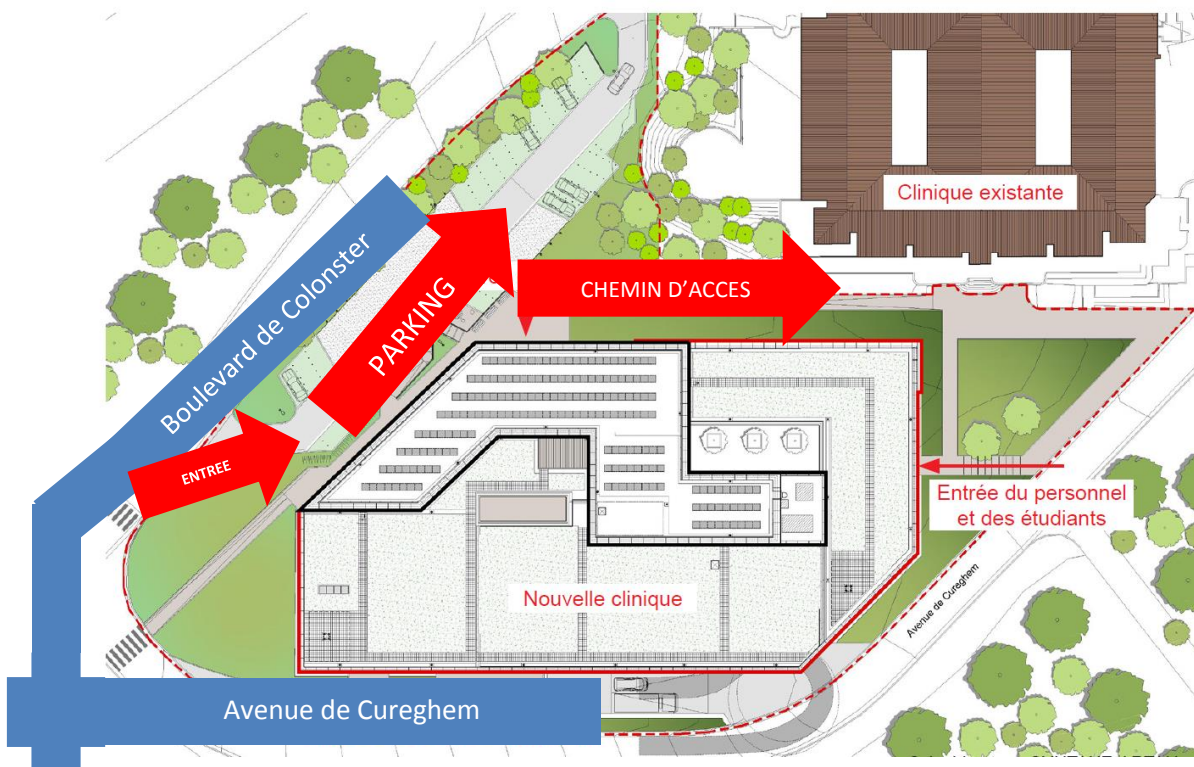 Clinique existante
Boulevard de Colonster
PARKING
CHEMIN D'ACCES
ENTREE
Entrée du personnel
et des étudiants
Nouvelle clinique
Avenue de Cureghem
Avenue de Cureghem